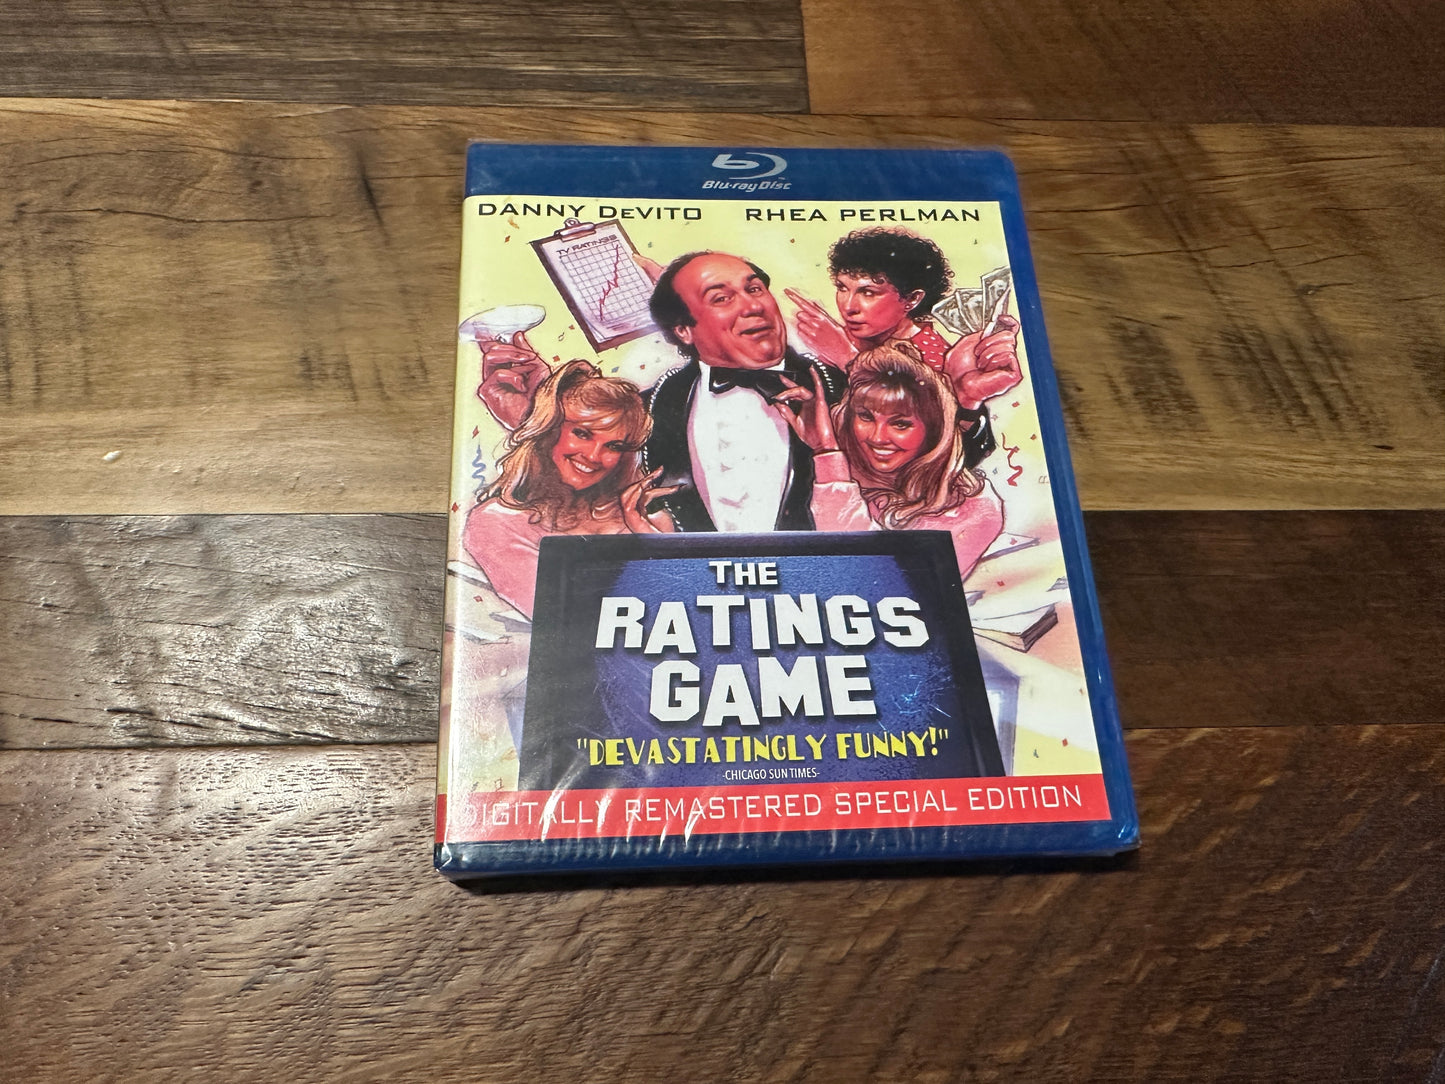 Blu-ray Disc
DANNY DeVITO RHEA PERLMAN
TV RATINGS
THE
RATINGS
GAME
"DEVASTATINGLY FUNNY!"
-CHICAGO SUN TIMES-
DIGITALLY REMASTERED SPECIAL EDITION